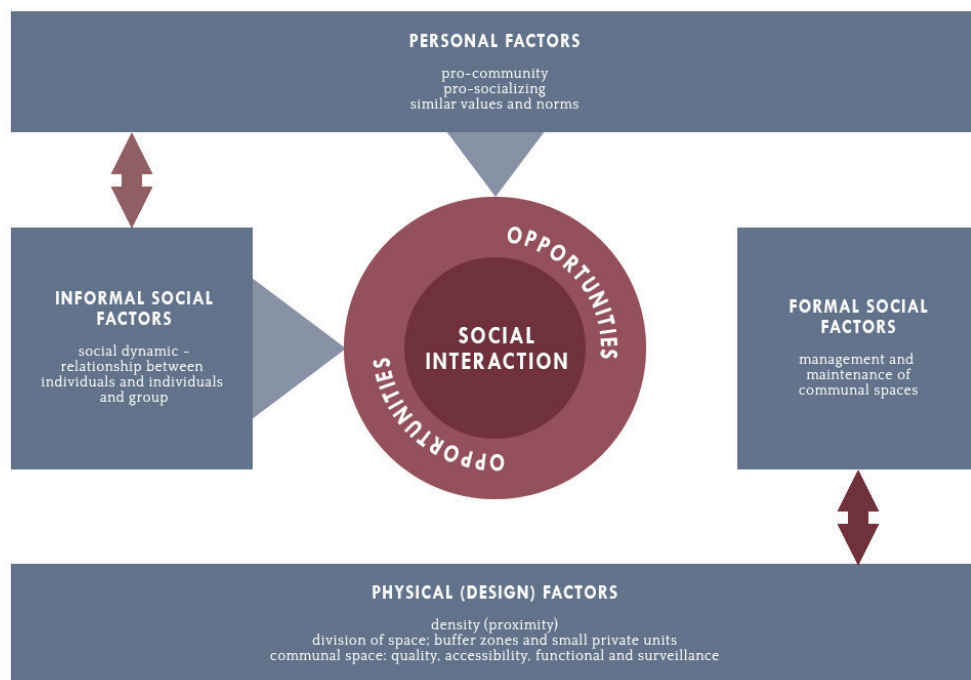 PERSONAL FACTORS
pro-community
pro-socializing
similar values and norms
INFORMAL SOCIAL
FACTORS
social dynamic -
relationship between
individuals and individuals
and group
OPPORTUNITIES
SOCIAL
INTERACTION
OPPORTUNITIES
FORMAL SOCIAL
FACTORS
management and
maintenance of
communal spaces
PHYSICAL (DESIGN) FACTORS
density (proximity)
division of space; buffer zones and small private units
communal space: quality, accessibility, functional and surveillance